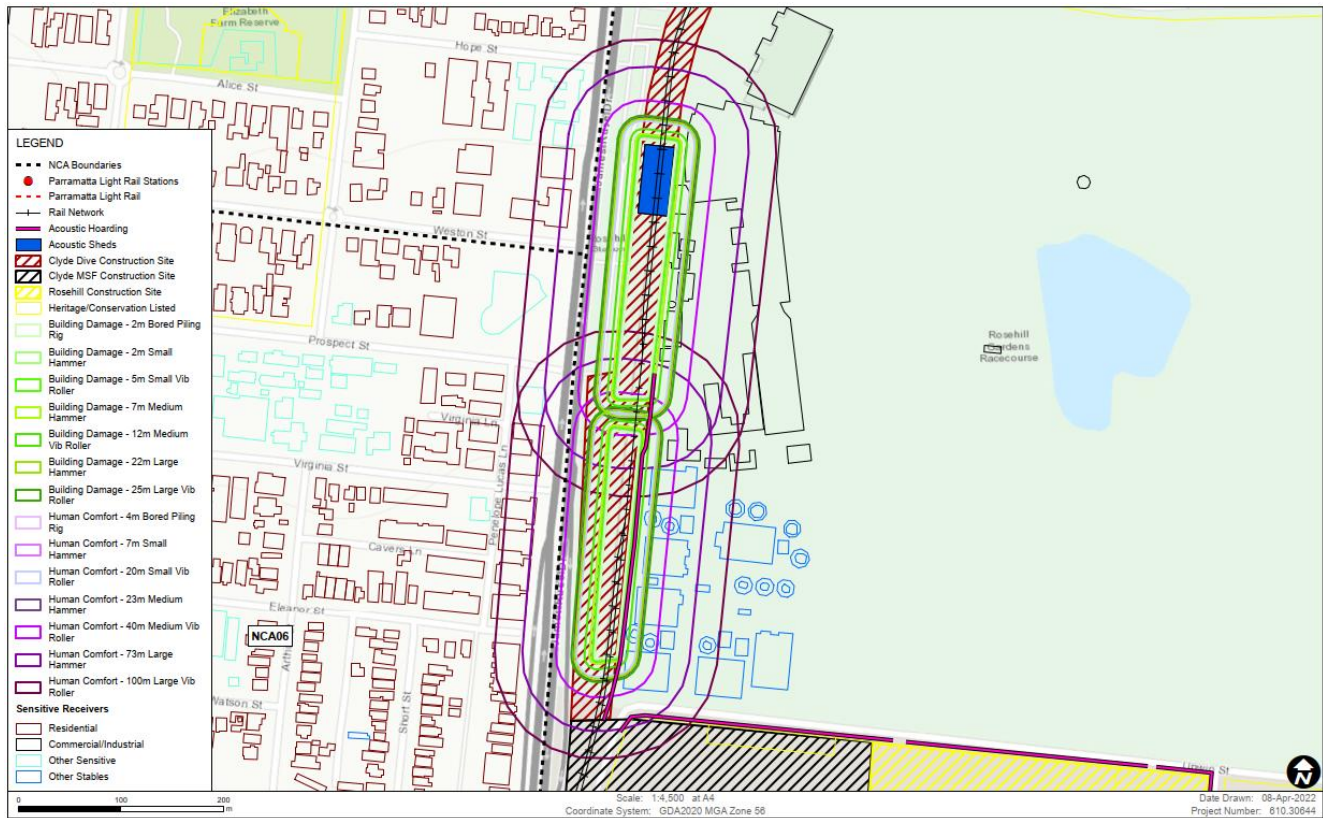 Elizabeth
Farm Reserve
Hope St
Alice St
Weston St
Prospect St
Virginia Ln
Virginia St
Penelope Lucas Ln
Cavers Ln
Eleanor St
NCA06
Watson St
Short St
Rosehill
Gardens
Racecourse
LEGEND
NCA Boundaries
Parramatta Light Rail Stations
Parramatta Light Rail
Rail Network
Acoustic Hoarding
Acoustic Sheds
Clyde Dive Construction Site
Clyde MSF Construction Site
Rosehill Construction Site
Heritage/Conservation Listed
Building Damage - 2m Bored Piling
Rig
Building Damage - 2m Small
Hammer
Building Damage - 5m Small Vib
Roller
Building Damage - 7m Medium
Hammer
Building Damage - 12m Medium
Vib Roller
Building Damage - 22m Large
Hammer
Building Damage - 25m Large Vib
Roller
Human Comfort - 4m Bored Piling
Rig
Human Comfort - 7m Small
Hammer
Human Comfort - 20m Small Vib
Roller
Human Comfort - 23m Medium
Hammer
Human Comfort - 40m Medium Vib
Roller
Human Comfort - 73m Large
Hammer
Human Comfort - 100m Large Vib
Roller
Sensitive Receivers
Residential
Commercial/Industrial
Other Sensitive
Other Stables
0 100 200
m
Scale: 1:4,500 at A4
Coordinate System: GDA2020 MGA Zone 56
N
Date Drawn: 08-Apr-2022
Project Number: 610.30644